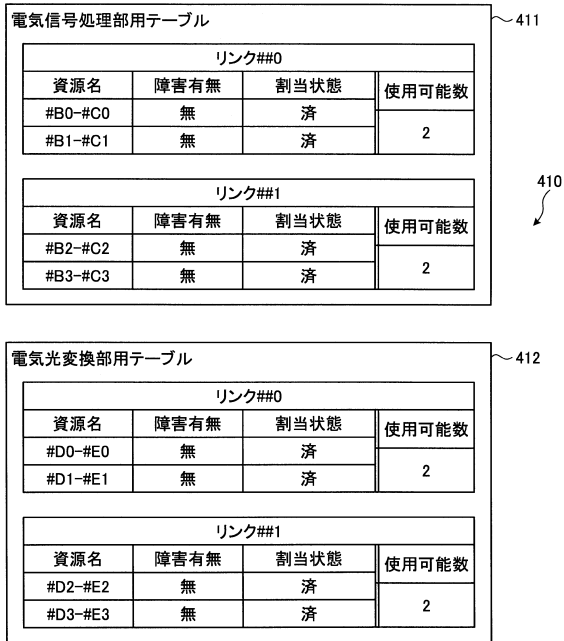 電気信号処理部用テーブル
411
リンク##0
資源名 障害有無 割当状態 使用可能数
#B0-#C0 無 済 2
#B1-#C1 無 済
リンク##1
資源名 障害有無 割当状態 使用可能数
#B2-#C2 無 済 2
#B3-#C3 無 済
410
電気光変換部用テーブル
412
リンク##0
資源名 障害有無 割当状態 使用可能数
#D0-#E0 無 済 2
#D1-#E1 無 済
リンク##1
資源名 障害有無 割当状態 使用可能数
#D2-#E2 無 済 2
#D3-#E3 無 済